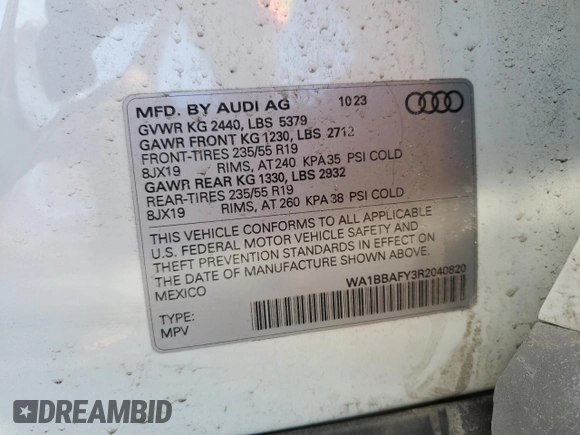 MFD. BY AUDI AG 10 23
GVWR KG 2440, LBS 5379
GAWR FRONT KG 1230, LBS 2712
FRONT-TIRES 235/55 R19
8JX19 RIMS, AT 240 KPA 35 PSI COLD
GAWR REAR KG 1330, LBS 2932
REAR-TIRES 235/55 R19
8JX19 RIMS, AT 260 KPA 38 PSI COLD
THIS VEHICLE CONFORMS TO ALL APPLICABLE
U.S. FEDERAL MOTOR VEHICLE SAFETY AND
THEFT PREVENTION STANDARDS IN EFFECT ON
THE DATE OF MANUFACTURE SHOWN ABOVE
MEXICO
WA1BBAFY3R2040820
TYPE:
MPV
DREAMBID